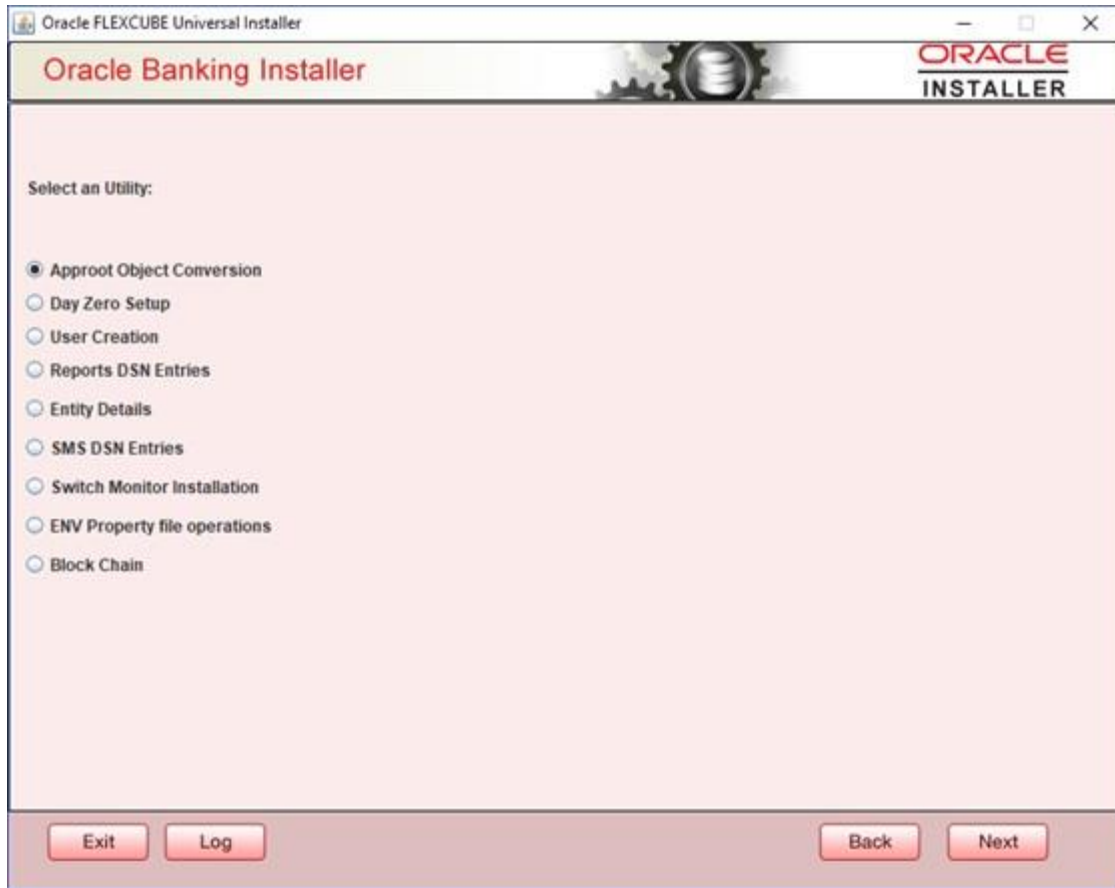 Oracle FLEXCUBE Universal Installer
Oracle Banking Installer
ORACLE
INSTALLER
Select an Utility:
Approot Object Conversion
Day Zero Setup
User Creation
Reports DSN Entries
Entity Details
SMS DSN Entries
Switch Monitor Installation
ENV Property file operations
Block Chain
Exit
Log
Back
Next